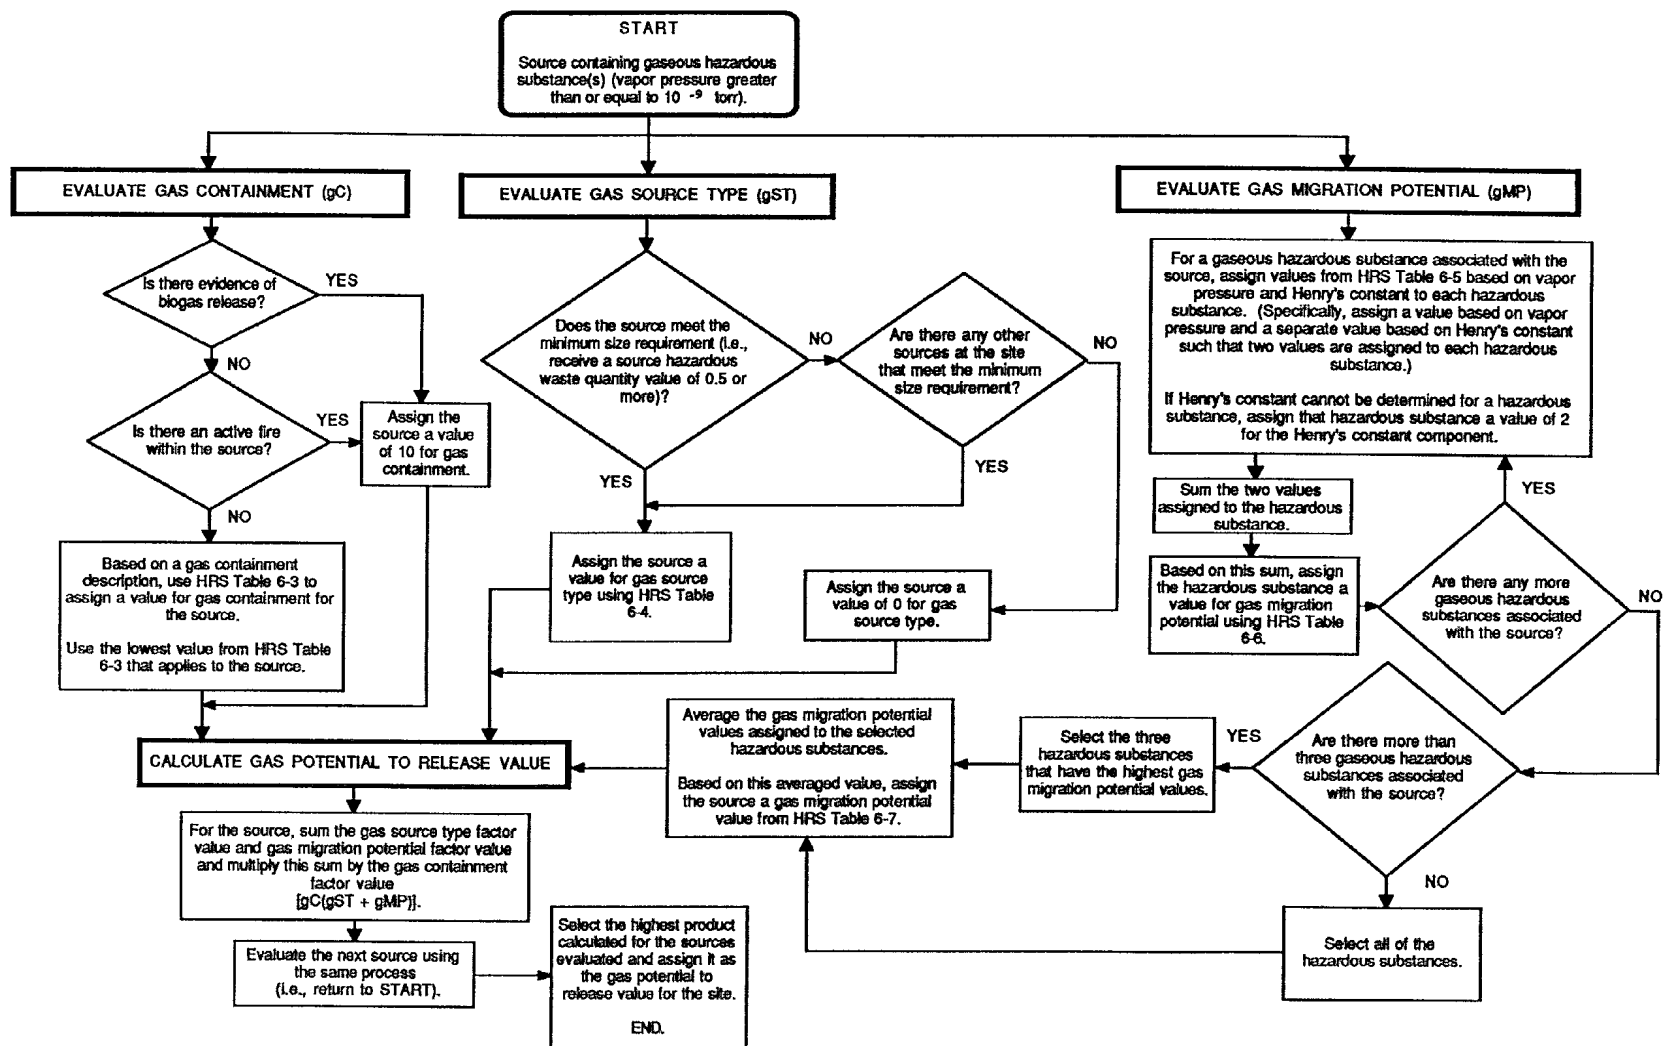 START
Source containing gaseous hazardous
substance(s) (vapor pressure greater
than or equal to 10 -9 torr).
EVALUATE GAS CONTAINMENT (gC)
Is there evidence of
biogas release?
YES
NO
Is there an active fire
within the source?
YES
Assign the
source a value
of 10 for gas
containment.
NO
Based on a gas containment
description, use HRS Table 6-3 to
assign a value for gas containment for
the source.
Use the lowest value from HRS Table
6-3 that applies to the source.
EVALUATE GAS SOURCE TYPE (gST)
Does the source meet the
minimum size requirement (i.e.,
receive a source hazardous
waste quantity value of 0.5 or
more)?
NO
Are there any other
sources at the site
that meet the minimum
size requirement?
NO
YES
YES
Assign the source a
value for gas source
type using HRS Table
6-4.
Assign the source a
value of 0 for gas
source type.
EVALUATE GAS MIGRATION POTENTIAL (gMP)
For a gaseous hazardous substance associated with the
source, assign values from HRS Table 6-5 based on vapor
pressure and Henry's constant to each hazardous
substance. (Specifically, assign a value based on vapor
pressure and a separate value based on Henry's constant
such that two values are assigned to each hazardous
substance.)
If Henry's constant cannot be determined for a hazardous
substance, assign that hazardous substance a value of 2
for the Henry's constant component.
Sum the two values
assigned to the hazardous
substance.
YES
Based on this sum, assign
the hazardous substance a
value for gas migration
potential using HRS Table
6-6.
Are there any more
gaseous hazardous
substances associated
with the source?
NO
Are there more than
three gaseous hazardous
substances associated
with the source?
YES
Select the three
hazardous substances
that have the highest gas
migration potential values.
NO
Select all of the
hazardous substances.
Average the gas migration potential
values assigned to the selected
hazardous substances.
Based on this averaged value, assign
the source a gas migration potential
value from HRS Table 6-7.
CALCULATE GAS POTENTIAL TO RELEASE VALUE
For the source, sum the gas source type factor
value and gas migration potential factor value
and multiply this sum by the gas containment
factor value
[gC(gST + gMP)].
Evaluate the next source using
the same process
(i.e., return to START).
Select the highest product
calculated for the sources
evaluated and assign it as
the gas potential to
release value for the site.
END.